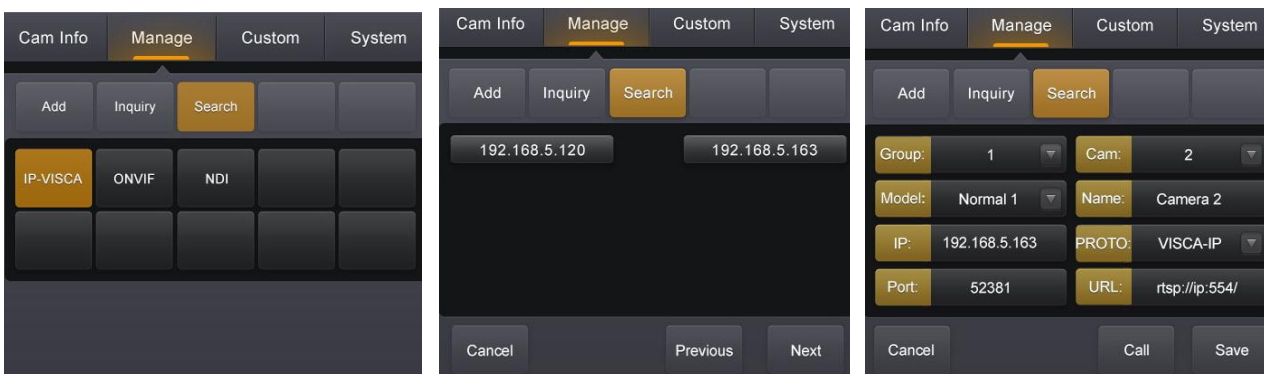 Cam Info Manage Custom System
Add Inquiry Search
IP-VISCA ONVIF NDI
Cam Info Manage Custom System
Add Inquiry Search
192.168.5.120 192.168.5.163
Cancel Previous Next
Cam Info Manage Custom System
Add Inquiry Search
Group: 1 Cam: 2
Model: Normal 1 Name: Camera 2
IP: 192.168.5.163 PROTO: VISCA-IP
Port: 52381 URL: rtsp://ip:554/
Cancel Call Save